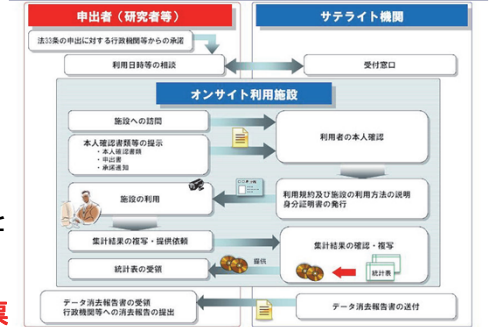 申出者（研究者等）
サテライト機関
法33条の申出に対する行政機関等からの承諾
利用日時等の相談
受付窓口
オンサイト利用施設
施設への訪問
本人確認書類等の提示
・本人確認書類
・申出書
・承諾通知
利用者の本人確認
施設の利用
利用規約及び施設の利用方法の説明
身分証明書の発行
と
集計結果の複写・提供依頼
集計結果の確認・複写
提供
統計表の受領
統計表
票
データ消去報告書の受領
行政機関等への消去報告の提出
データ消去報告書の送付